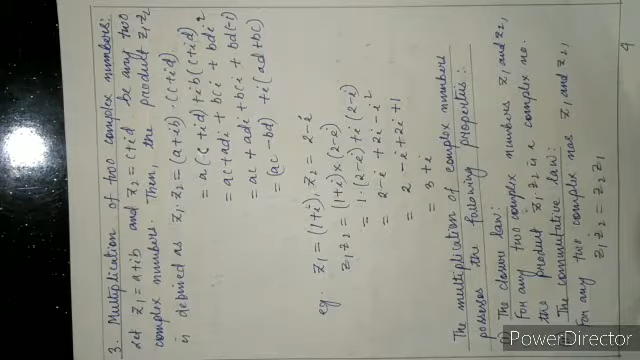 3. Multiplication of two complex numbers:
Let z₁ = a+ib and z₂ = c+id be any two
complex numbers. Then, the product z₁z₂
is defined as z₁·z₂ = (a+ib)·(c+id)
= a(c+id)+ib(c+id)
= ac+adi+bci+bdi²
= ac+adi+bci+bd(-i)
= (ac-bd)+i(ad+bc)
eg. z₁ = (1+i), z₂ = 2-i
z₁z₂ = (1+i)×(2-i)
= 1·(2-i)+i(2-i)
= 2-i+2i-i²
= 2-i+2i+1
= 3+i
The multiplication of complex numbers
possesses the following properties:
The closure law:
For any two complex numbers z₁ and z₂,
the product z₁z₂ is a complex no.
The commutative law:
For any two complex nos z₁ and z₂,
z₁z₂ = z₂z₁
4
PowerDirector